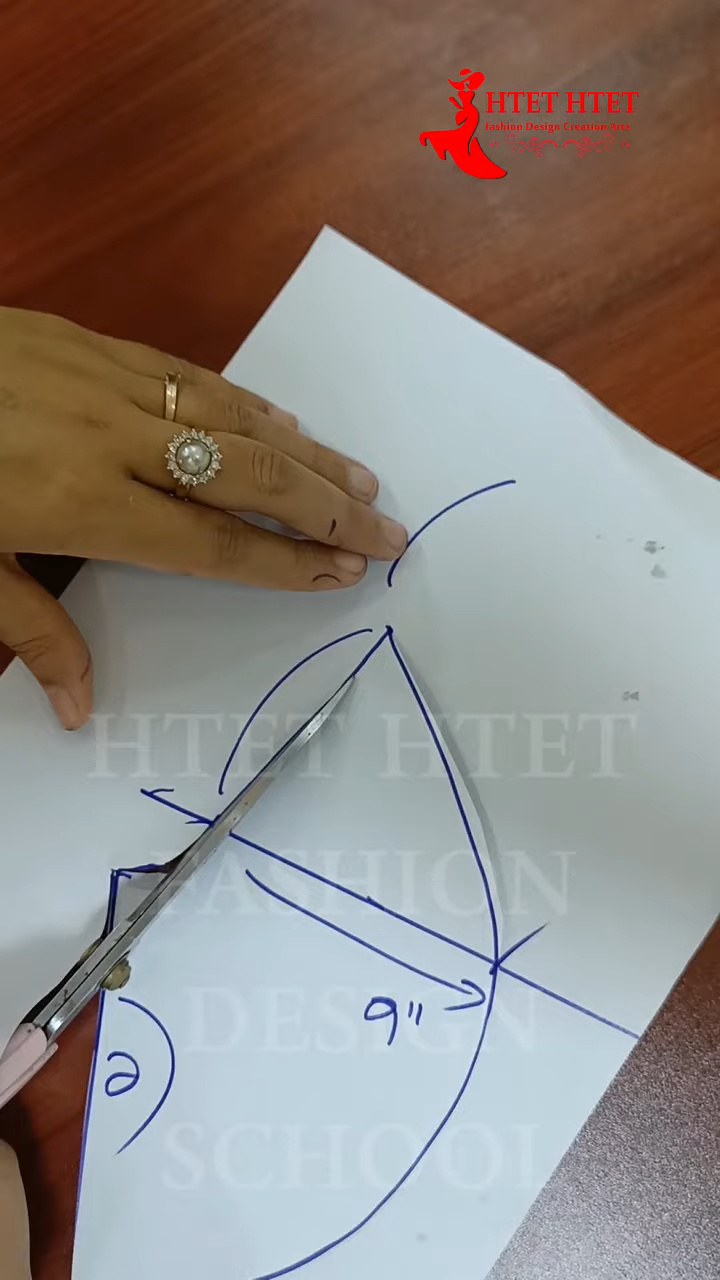 HTET HTET
fashion Design Creation Arts
HTET HTET
FASHION
9"
DESIGN
SCHOOL